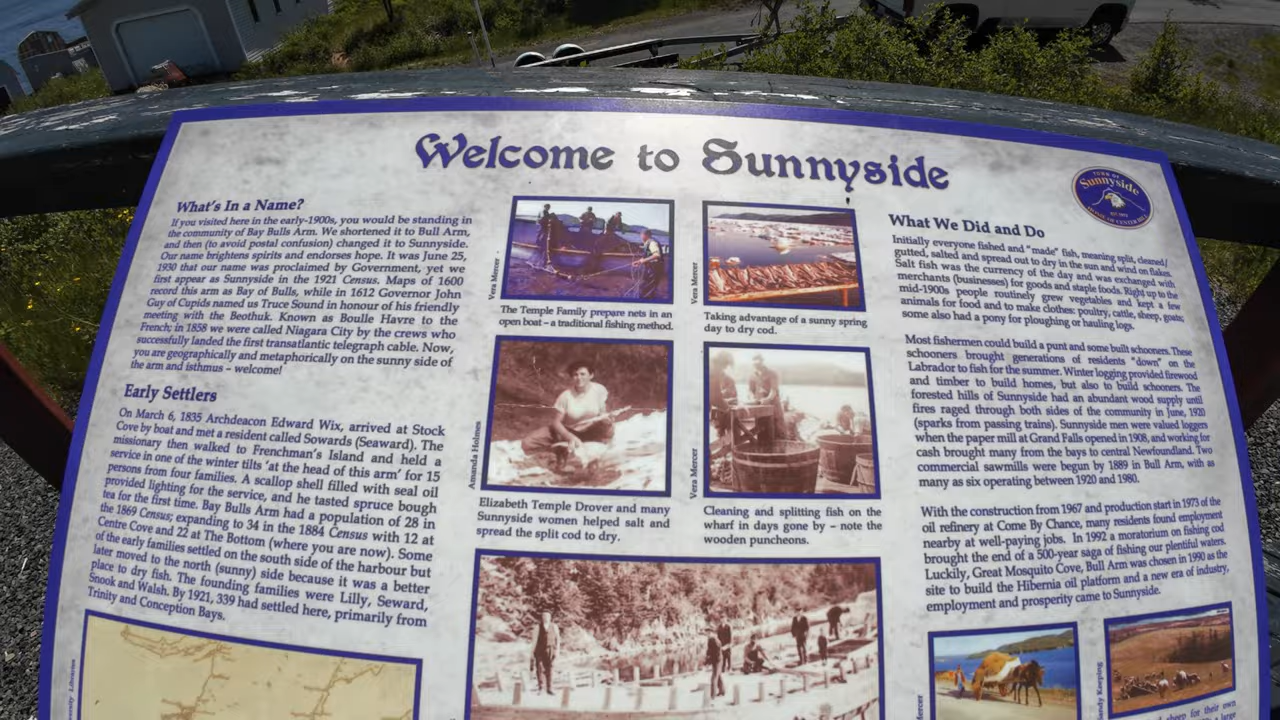 Welcome to Sunnyside
TOWN OF
Sunnyside
What's In a Name?
If you visited here in the early-1900s, you would be standing in
the community of Bay Bulls Arm. We shortened it to Bull Arm,
and then (to avoid postal confusion) changed it to Sunnyside.
Our name brightens spirits and endorses hope. It was June 25,
1930 that our name was proclaimed by Government, yet we
first appear as Sunnyside in the 1921 Census. Maps of 1600
record this arm as Bay of Bulls, while in 1612 Governor John
Guy of Cupids named us Truce Sound in honour of his friendly
meeting with the Beothuk. Known as Boulle Havre to the
French; in 1858 we were called Niagara City by the crews who
successfully landed the first transatlantic telegraph cable. Now,
you are geographically and metaphorically on the sunny side of
the arm and isthmus – welcome!
Early Settlers
On March 6, 1835 Archdeacon Edward Wix, arrived at Stock
Cove by boat and met a resident called Sowards (Seaward). The
missionary then walked to Frenchman's Island and held a
service in one of the winter tilts 'at the head of this arm' for 15
persons from four families. A scallop shell filled with seal oil
provided lighting for the service, and he tasted spruce bough
tea for the first time. Bay Bulls Arm had a population of 28 in
the 1869 Census; expanding to 34 in the 1884 Census with 12 at
Centre Cove and 22 at The Bottom (where you are now). Some
of the early families settled on the south side of the harbour but
later moved to the north (sunny) side because it was a better
place to dry fish. The founding families were Lilly, Seward,
Snook and Walsh. By 1921, 339 had settled here, primarily from
Trinity and Conception Bays.
Vera Mercer
The Temple Family prepare nets in an
open boat – a traditional fishing method.
Vera Mercer
Taking advantage of a sunny spring
day to dry cod.
Amanda Holmes
Elizabeth Temple Drover and many
Sunnyside women helped salt and
spread the split cod to dry.
Vera Mercer
Cleaning and splitting fish on the
wharf in days gone by – note the
wooden puncheons.
What We Did and Do
Initially everyone fished and "made" fish, meaning split, cleaned/
gutted, salted and spread out to dry in the sun and wind on flakes.
Salt fish was the currency of the day and was exchanged with
merchants (businesses) for goods and staple foods. Right up to the
mid-1900s, people routinely grew vegetables and kept a few
animals for food and to make clothes: poultry, cattle, sheep, goats;
some also had a pony for ploughing or hauling logs.
Most fishermen could build a punt and some built schooners. These
schooners brought generations of residents "down" on the
Labrador to fish for the summer. Winter logging provided firewood
and timber to build homes, but also to build schooners. The
forested hills of Sunnyside had an abundant wood supply until
fires raged through both sides of the community in June, 1920
(sparks from passing trains). Sunnyside men were valued loggers
when the paper mill at Grand Falls opened in 1908, and working for
cash brought many from the bays to central Newfoundland. Two
commercial sawmills were begun by 1889 in Bull Arm, with as
many as six operating between 1920 and 1980.
With the construction from 1967 and production start in 1973 of the
oil refinery at Come By Chance, many residents found employment
nearby at well-paying jobs. In 1992 a moratorium on fishing cod
brought the end of a 500-year saga of fishing our plentiful waters.
Luckily, Great Mosquito Cove, Bull Arm was chosen in 1990 as the
site to build the Hibernia oil platform and a new era of industry,
employment and prosperity came to Sunnyside.
Libraries
Mercer
Keeping
for their own